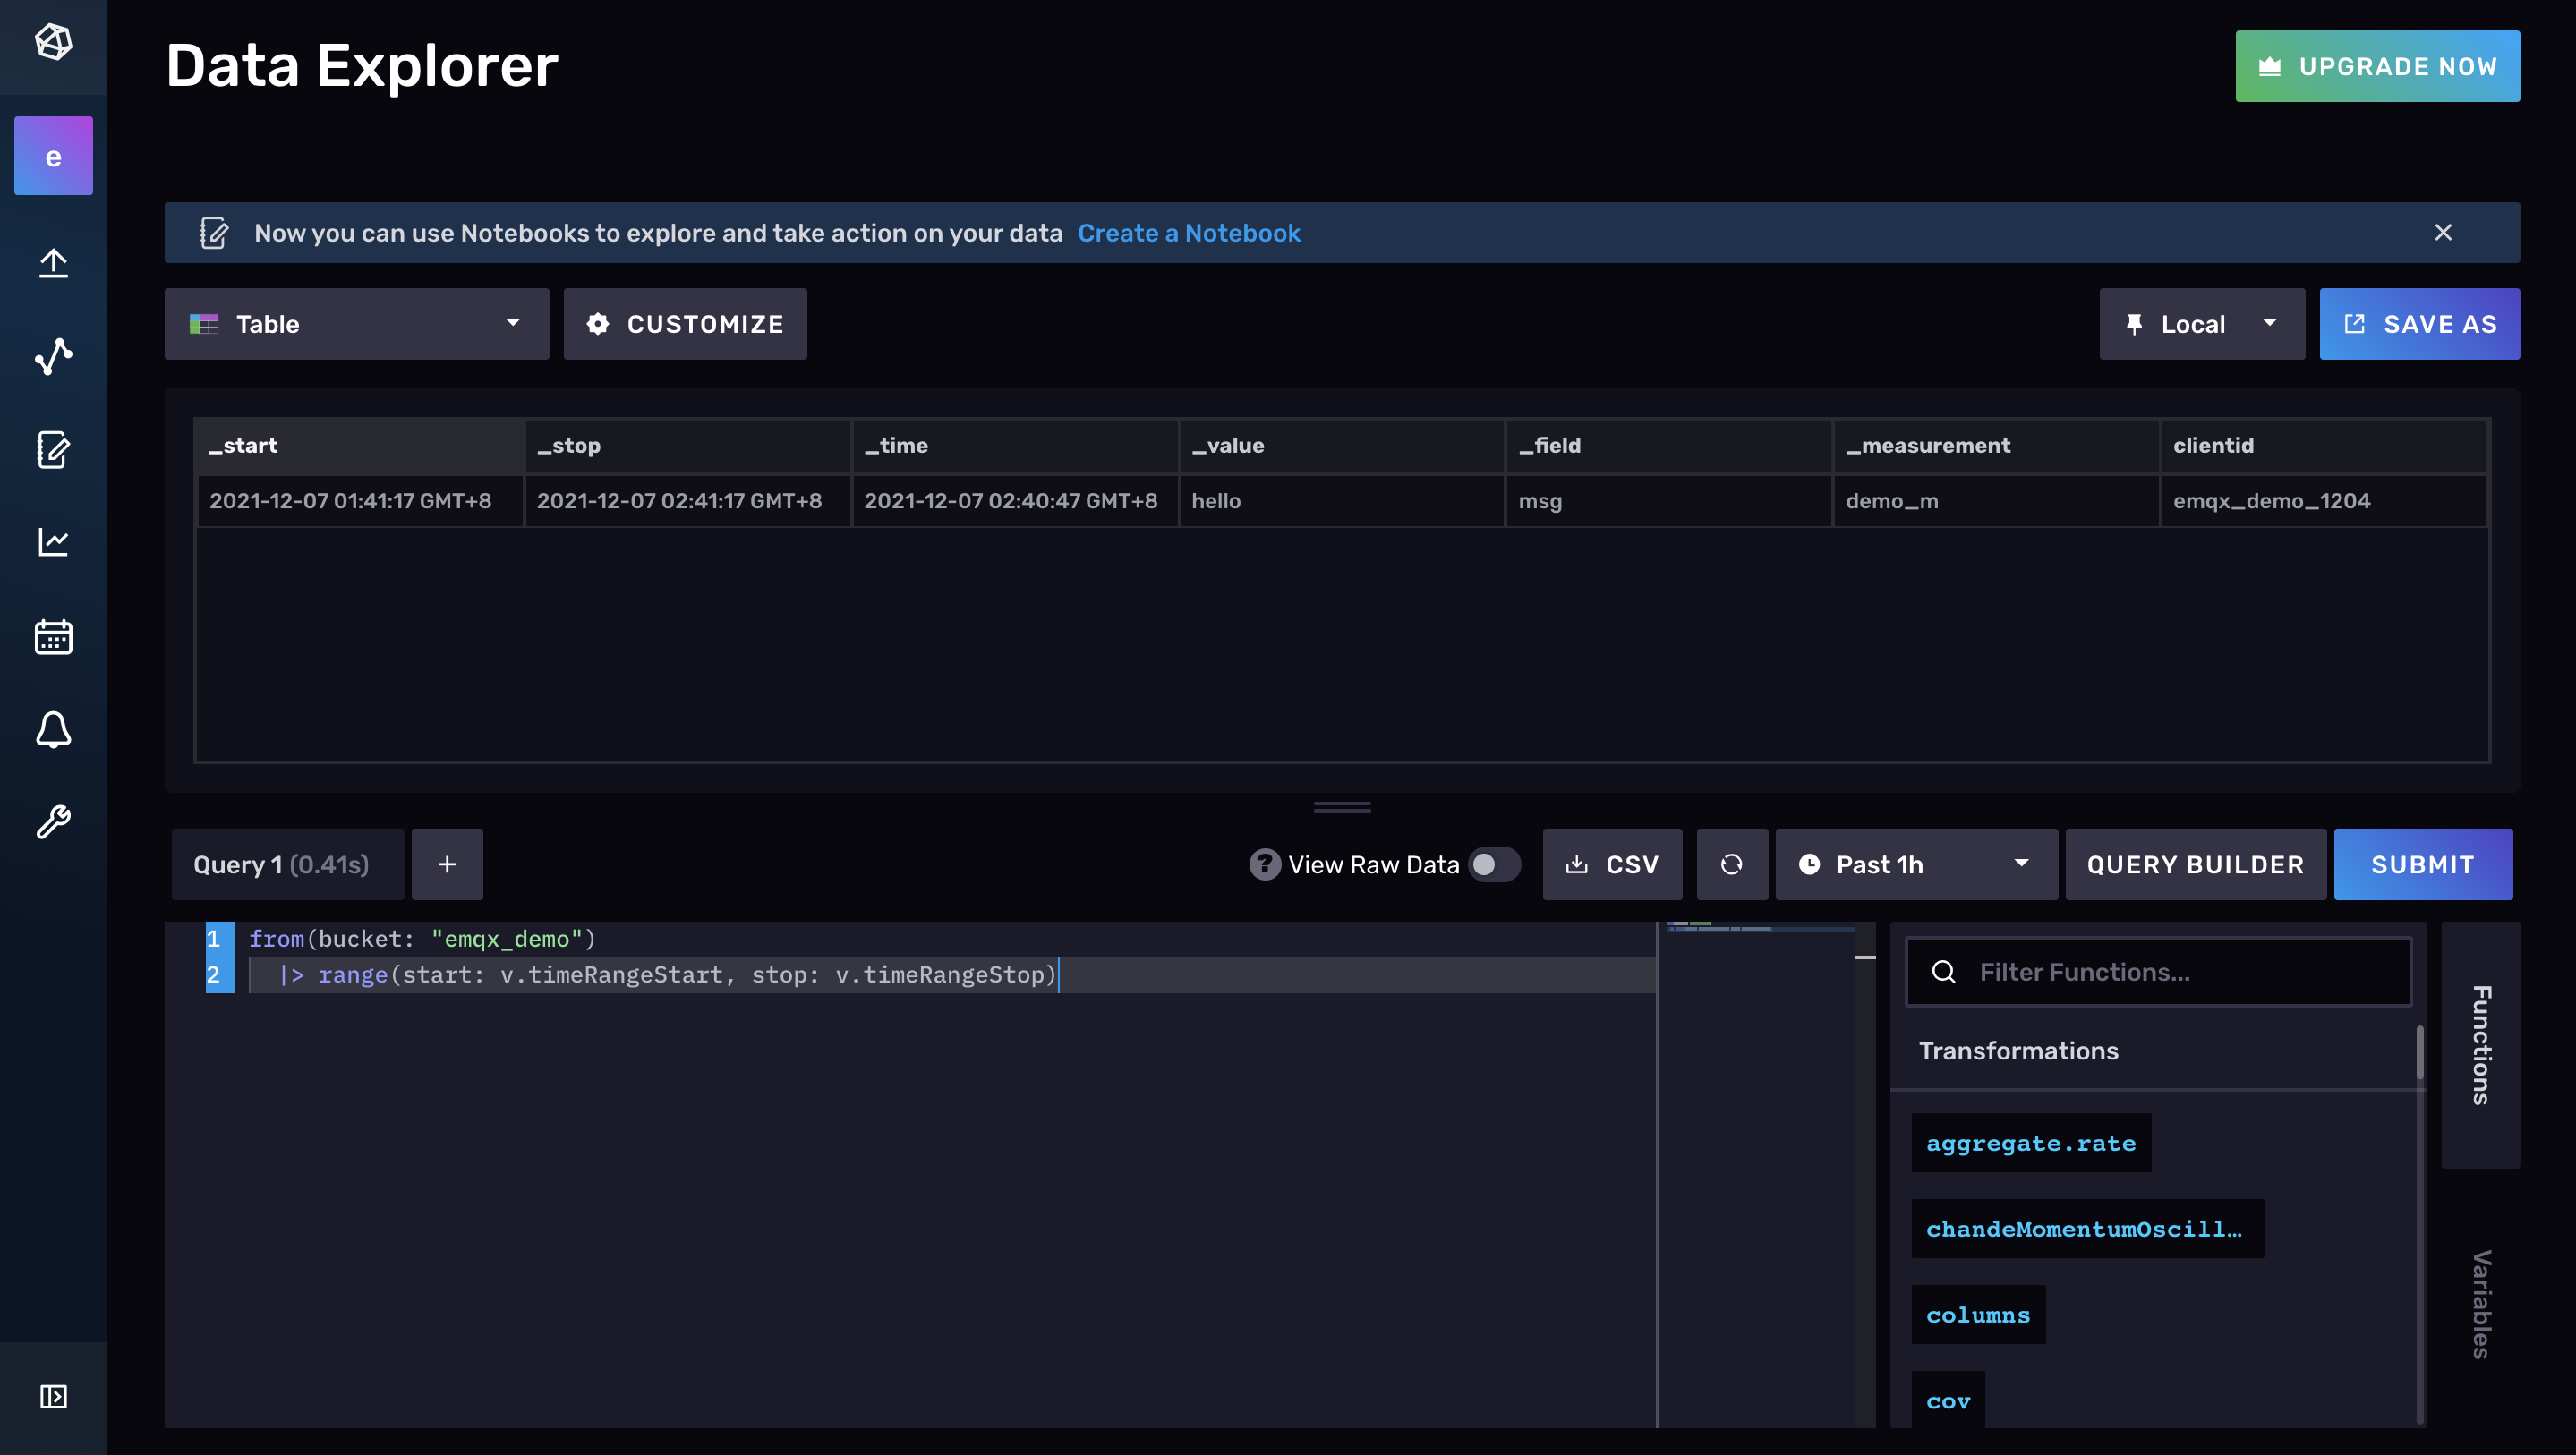 Data Explorer
UPGRADE NOW
e
Now you can use Notebooks to explore and take action on your data Create a Notebook
Table
CUSTOMIZE
Local
SAVE AS
_start _stop _time _value _field _measurement clientid
2021-12-07 01:41:17 GMT+8 2021-12-07 02:41:17 GMT+8 2021-12-07 02:40:47 GMT+8 hello msg demo_m emqx_demo_1204
Query 1 (0.41s)
+
? View Raw Data
CSV
Past 1h
QUERY BUILDER
SUBMIT
1 from(bucket: "emqx_demo")
2 |> range(start: v.timeRangeStart, stop: v.timeRangeStop)
Filter Functions...
Transformations
aggregate.rate
chandeMomentumOscill…
columns
cov
Functions
Variables